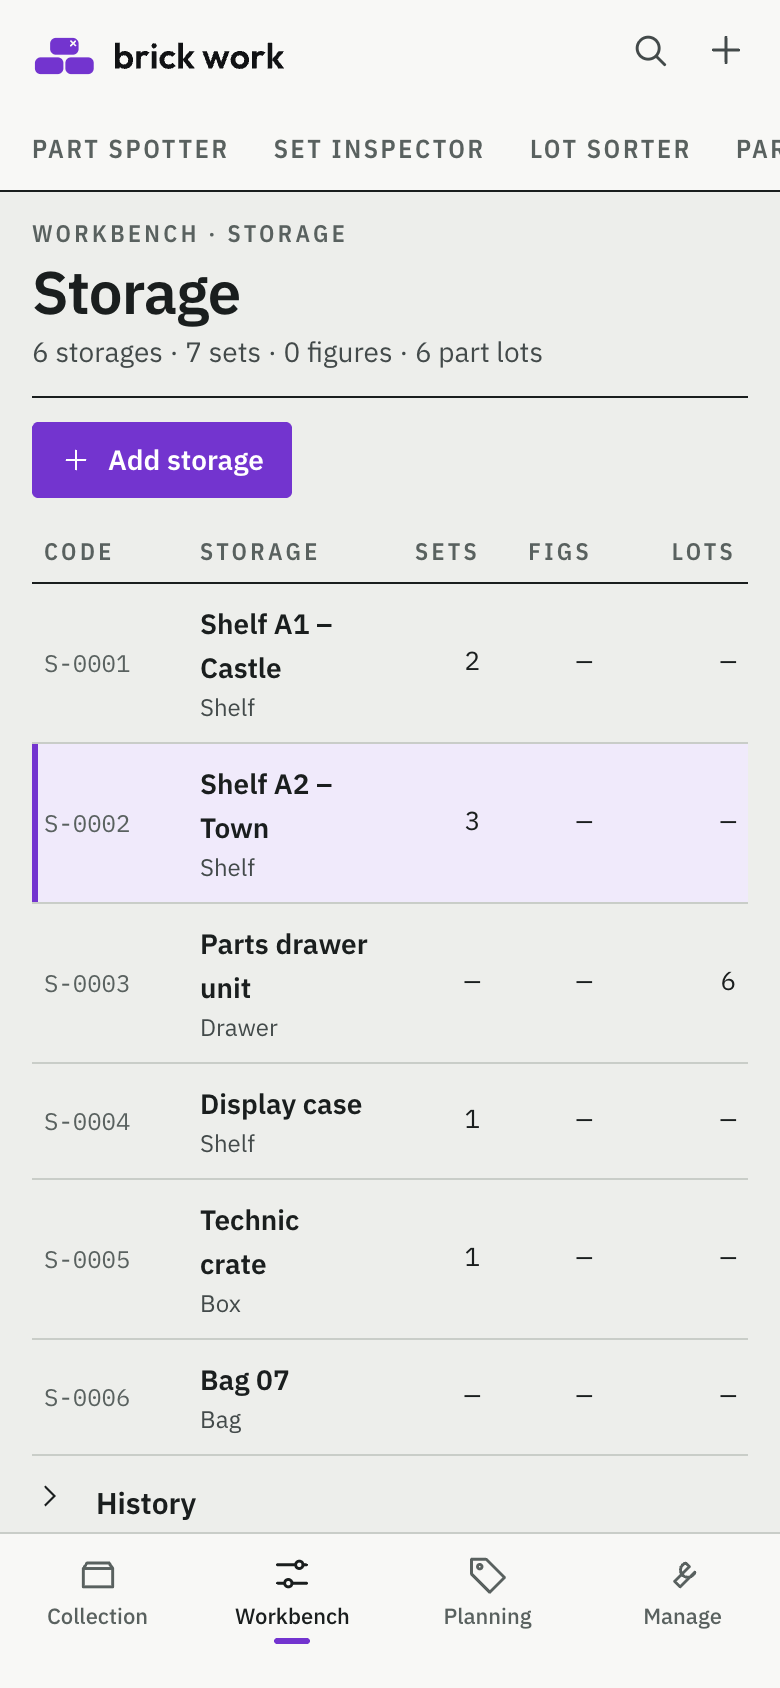 brick work
PART SPOTTER SET INSPECTOR LOT SORTER PAR
WORKBENCH · STORAGE
Storage
6 storages · 7 sets · 0 figures · 6 part lots
Add storage
CODE STORAGE SETS FIGS LOTS
Shelf A1 –
S-0001 Castle 2 – –
Shelf
Shelf A2 –
S-0002 Town 3 – –
Shelf
Parts drawer
S-0003 unit – – 6
Drawer
S-0004 Display case 1 – –
Shelf
Technic
S-0005 crate 1 – –
Box
S-0006 Bag 07 – – –
Bag
History
Collection Workbench Planning Manage